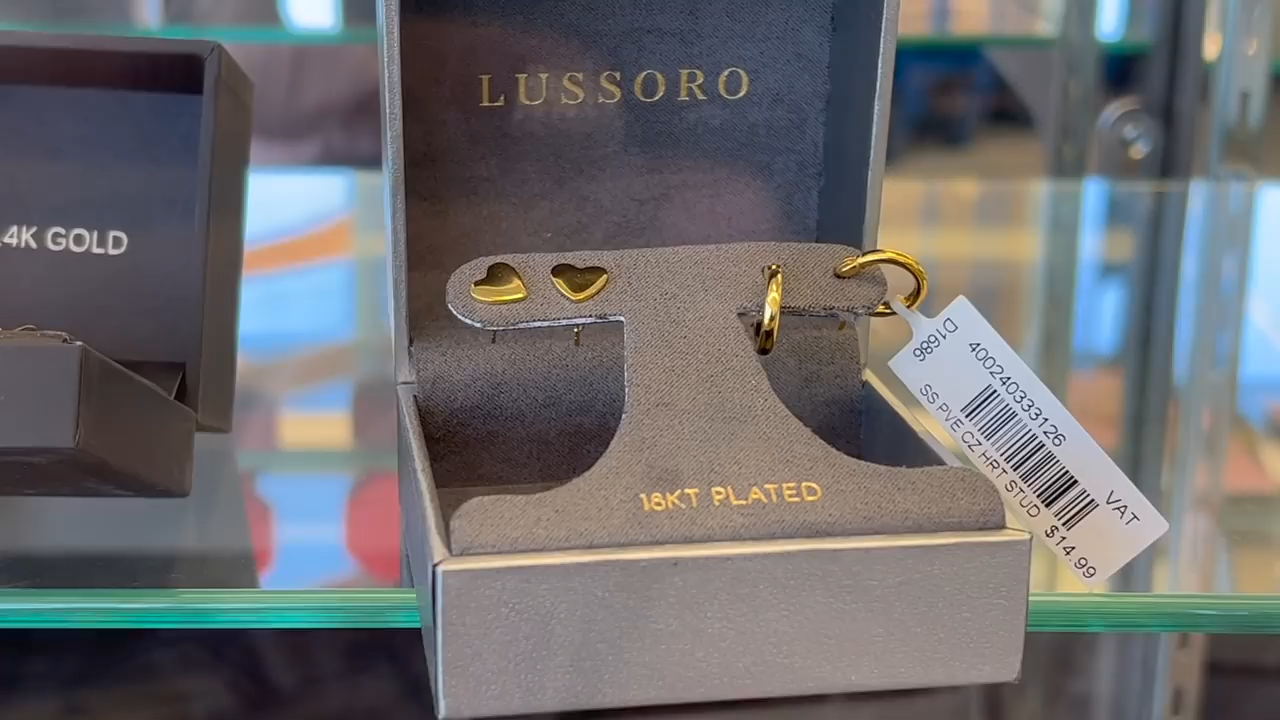 LUSSORO
4K GOLD
18KT PLATED
D1686
400240333126
SS PVE CZ HRT STUD
VAT
$14.99